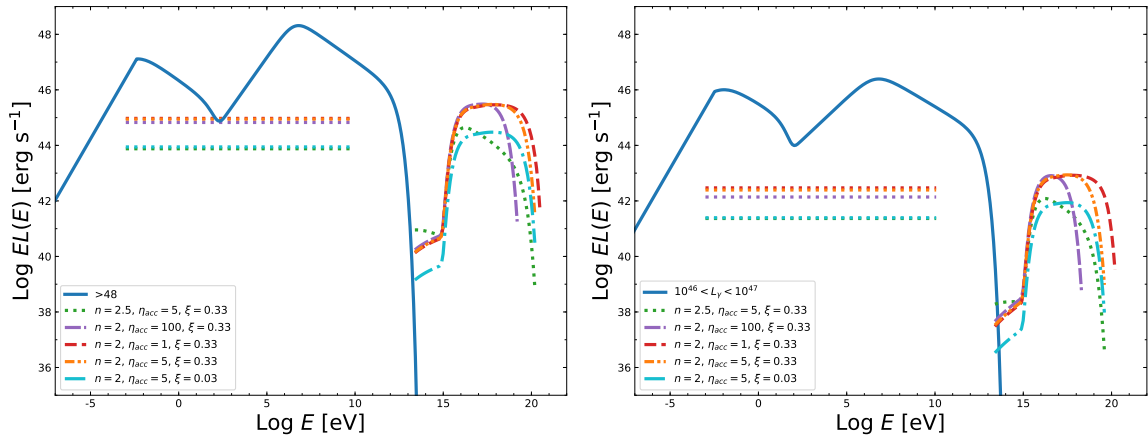 48
46
44
42
40
38
36
Log EL(E) [erg s⁻¹]
>48
n = 2.5, η_acc = 5, ξ = 0.33
n = 2, η_acc = 100, ξ = 0.33
n = 2, η_acc = 1, ξ = 0.33
n = 2, η_acc = 5, ξ = 0.33
n = 2, η_acc = 5, ξ = 0.03
-5 0 5 10 15 20
Log E [eV]
48
46
44
42
40
38
36
Log EL(E) [erg s⁻¹]
10⁴⁶ < L_γ < 10⁴⁷
n = 2.5, η_acc = 5, ξ = 0.33
n = 2, η_acc = 100, ξ = 0.33
n = 2, η_acc = 1, ξ = 0.33
n = 2, η_acc = 5, ξ = 0.33
n = 2, η_acc = 5, ξ = 0.03
-5 0 5 10 15 20
Log E [eV]